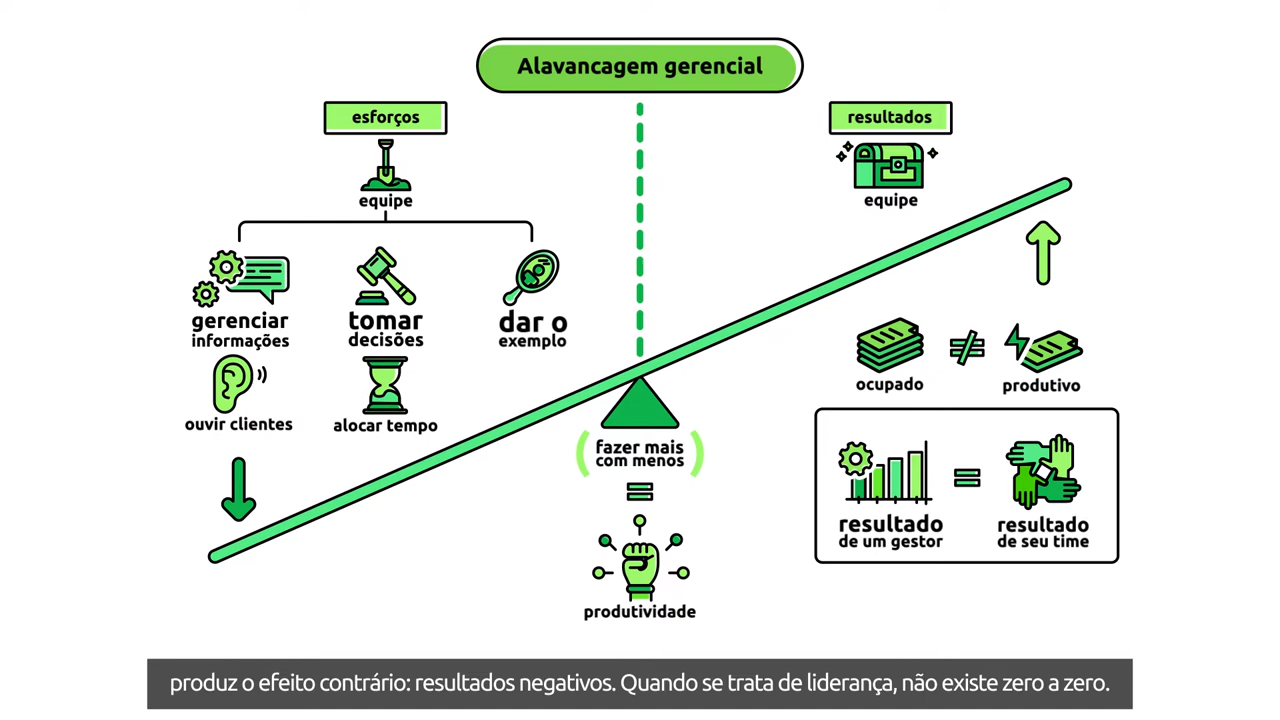 Alavancagem gerencial
esforços
equipe
gerenciar
informações
ouvir clientes
tomar
decisões
alocar tempo
dar o
exemplo
(fazer mais
com menos)
=
produtividade
resultados
equipe
ocupado ≠ produtivo
resultado
de um gestor
=
resultado
de seu time
produz o efeito contrário: resultados negativos. Quando se trata de liderança, não existe zero a zero.